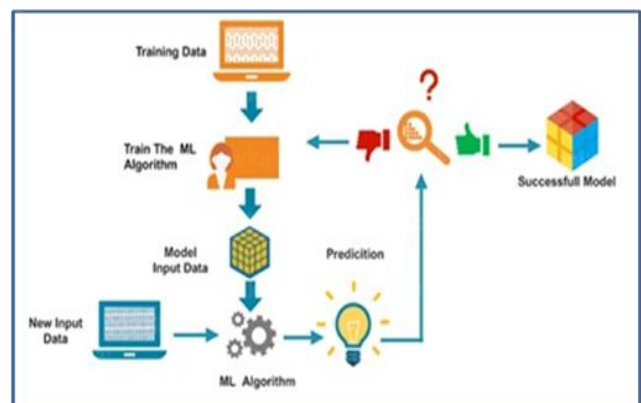 Training Data
?
Train The ML
Algorithm
Successfull Model
Model
Input Data
Predicition
New Input
Data
ML Algorithm